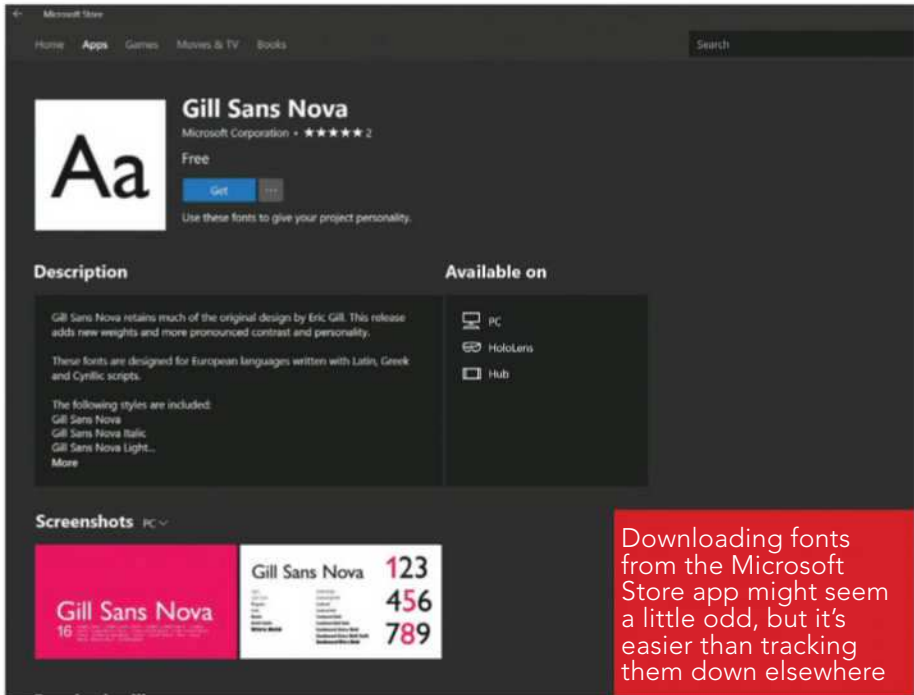 Microsoft Store
Home Apps Games Movies & TV Books
Search
Aa
Gill Sans Nova
Microsoft Corporation • ★★★★★ 2
Free
Get ...
Use these fonts to give your project personality.
Description
Gill Sans Nova retains much of the original design by Eric Gill. This release
adds new weights and more pronounced contrast and personality.
These fonts are designed for European languages written with Latin, Greek
and Cyrillic scripts.
The following styles are included:
Gill Sans Nova
Gill Sans Nova Italic
Gill Sans Nova Light...
More
Available on
PC
HoloLens
Hub
Screenshots PC
Gill Sans Nova
16
Gill Sans Nova
123
456
789
Downloading fonts
from the Microsoft
Store app might seem
a little odd, but it's
easier than tracking
them down elsewhere